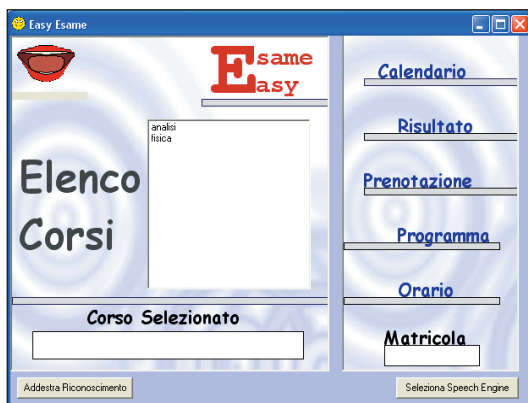 Easy Esame
Esame
Easy
analisi
fisica
Elenco
Corsi
Corso Selezionato
Calendario
Risultato
Prenotazione
Programma
Orario
Matricola
Addestra Riconoscimento
Seleziona Speech Engine